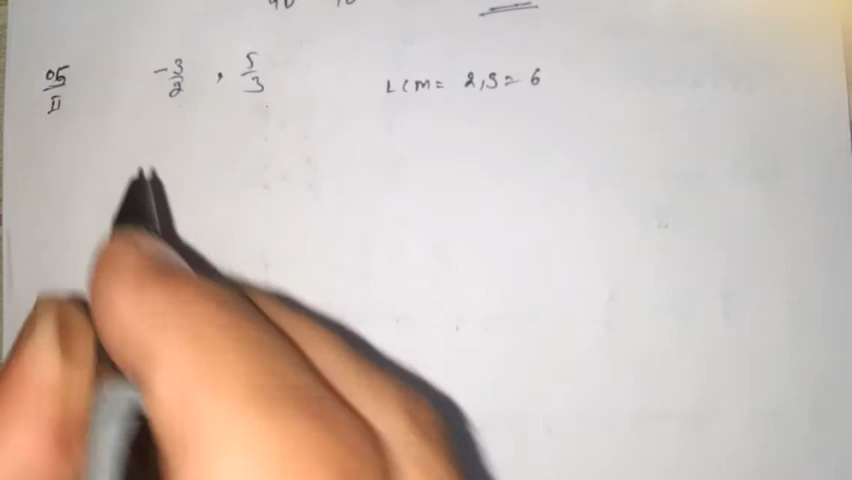 05/II -3/2 , 5/3 LCM = 2,3 = 6